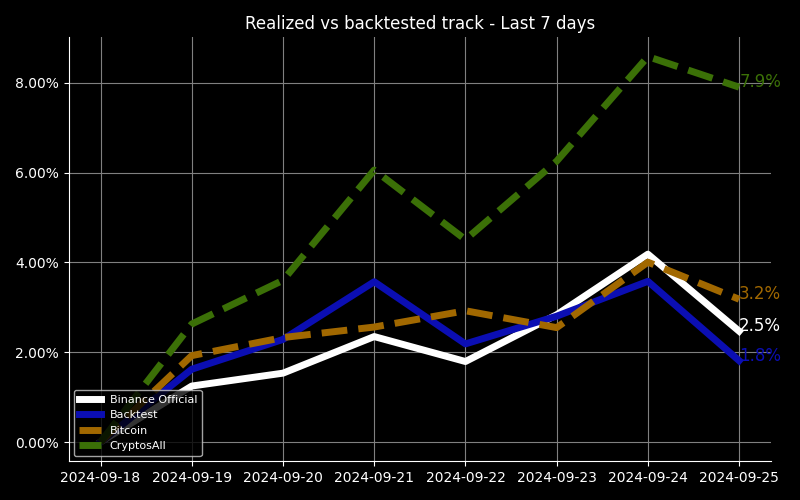 Realized vs backtested track - Last 7 days
8.00%
6.00%
4.00%
2.00%
0.00%
7.9%
3.2%
2.5%
1.8%
Binance Official
Backtest
Bitcoin
CryptosAll
2024-09-18 2024-09-19 2024-09-20 2024-09-21 2024-09-22 2024-09-23 2024-09-24 2024-09-25